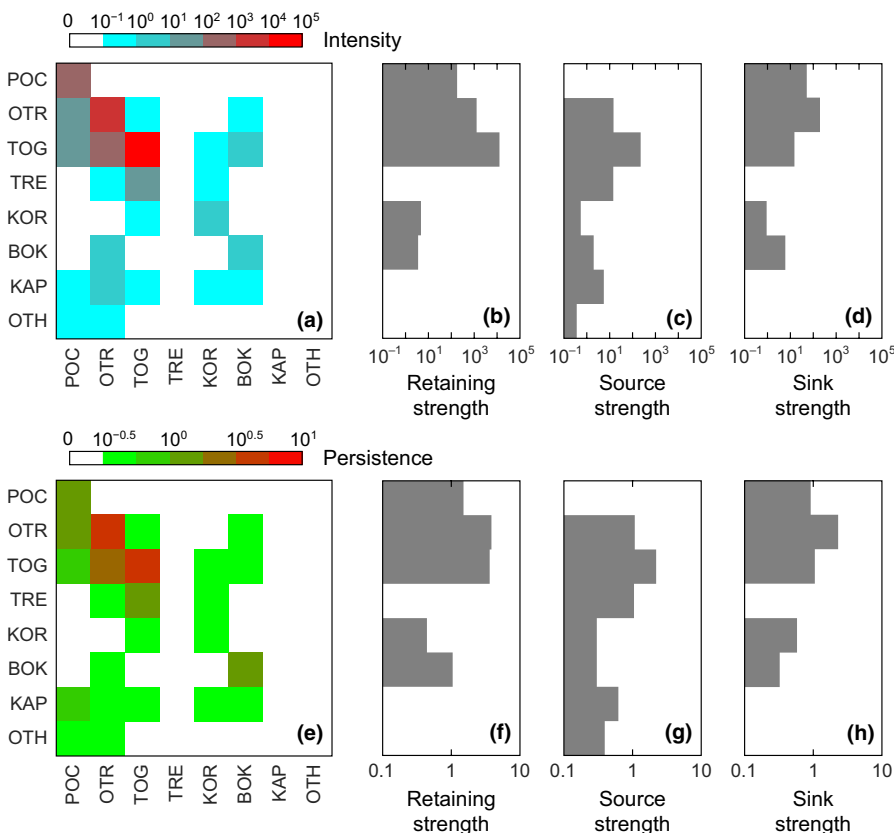 0 10⁻¹ 10⁰ 10¹ 10² 10³ 10⁴ 10⁵
Intensity
POC
OTR
TOG
TRE
KOR
BOK
KAP
OTH
(a) (b) (c) (d)
POC OTR TOG TRE KOR BOK KAP OTH
10⁻¹ 10¹ 10³ 10⁵
Retaining
strength
10⁻¹ 10¹ 10³ 10⁵
Source
strength
10⁻¹ 10¹ 10³ 10⁵
Sink
strength
0 10⁻⁰·⁵ 10⁰ 10⁰·⁵ 10¹
Persistence
POC
OTR
TOG
TRE
KOR
BOK
KAP
OTH
(e) (f) (g) (h)
POC OTR TOG TRE KOR BOK KAP OTH
0.1 1 10
Retaining
strength
0.1 1 10
Source
strength
0.1 1 10
Sink
strength